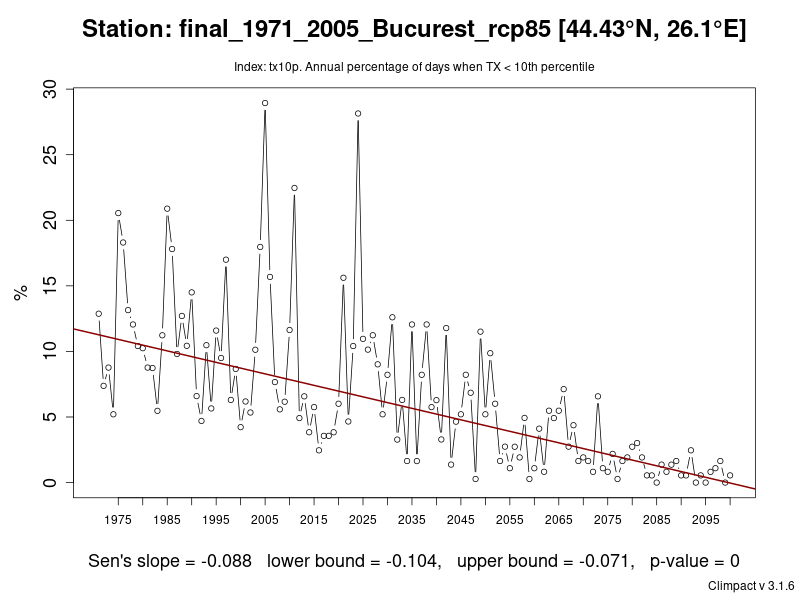 Station: final_1971_2005_Bucurest_rcp85 [44.43°N, 26.1°E]
Index: tx10p. Annual percentage of days when TX < 10th percentile
30
25
20
15
10
5
0
%
1975 1985 1995 2005 2015 2025 2035 2045 2055 2065 2075 2085 2095
Sen's slope = -0.088 lower bound = -0.104, upper bound = -0.071, p-value = 0
Climpact v 3.1.6